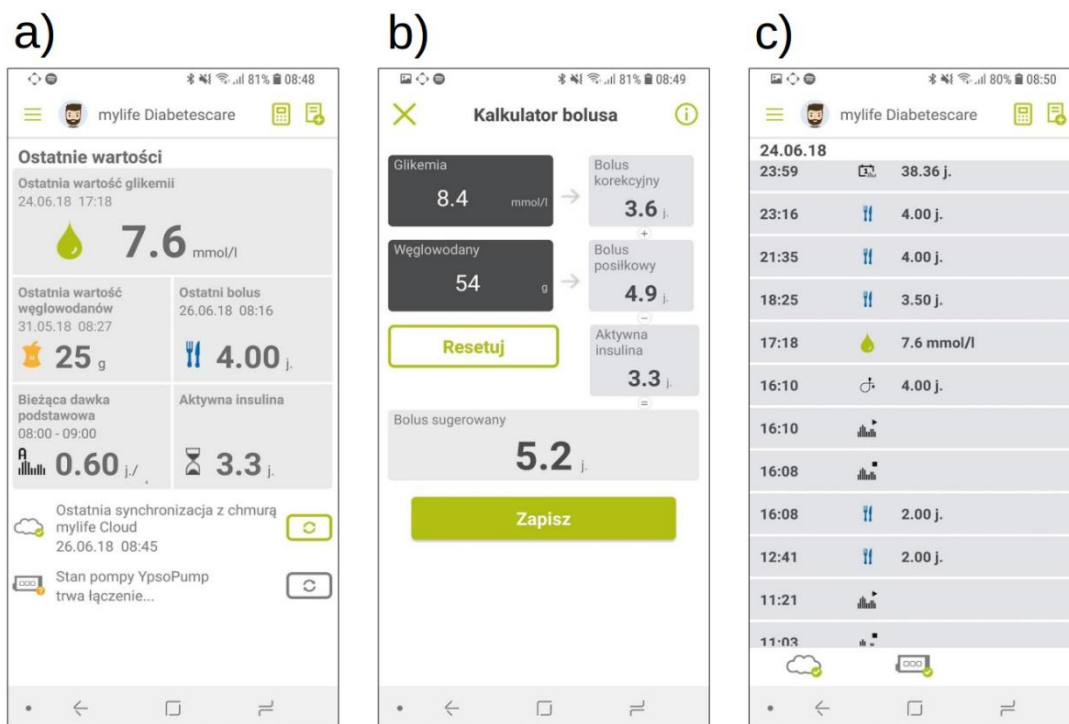 a)
81% 08:48
mylife Diabetescare
Ostatnie wartości
Ostatnia wartość glikemii
24.06.18 17:18
7.6 mmol/l
Ostatnia wartość
węglowodanów
31.05.18 08:27
25 g
Ostatni bolus
26.06.18 08:16
4.00 j.
Bieżąca dawka
podstawowa
08:00 - 09:00
A
0.60 j./
Aktywna insulina
3.3 j.
Ostatnia synchronizacja z chmurą
mylife Cloud
26.06.18 08:45
Stan pompy YpsoPump
trwa łączenie...
b)
81% 08:49
Kalkulator bolusa
Glikemia
8.4 mmol/l
Bolus
korekcyjny
3.6 j.
+
Węglowodany
54 g
Bolus
posiłkowy
4.9 j.
−
Resetuj
Aktywna
insulina
3.3 j.
=
Bolus sugerowany
5.2 j.
Zapisz
c)
80% 08:50
mylife Diabetescare
24.06.18
23:59 38.36 j.
23:16 4.00 j.
21:35 4.00 j.
18:25 3.50 j.
17:18 7.6 mmol/l
16:10 4.00 j.
16:10
16:08
16:08 2.00 j.
12:41 2.00 j.
11:21
11:03